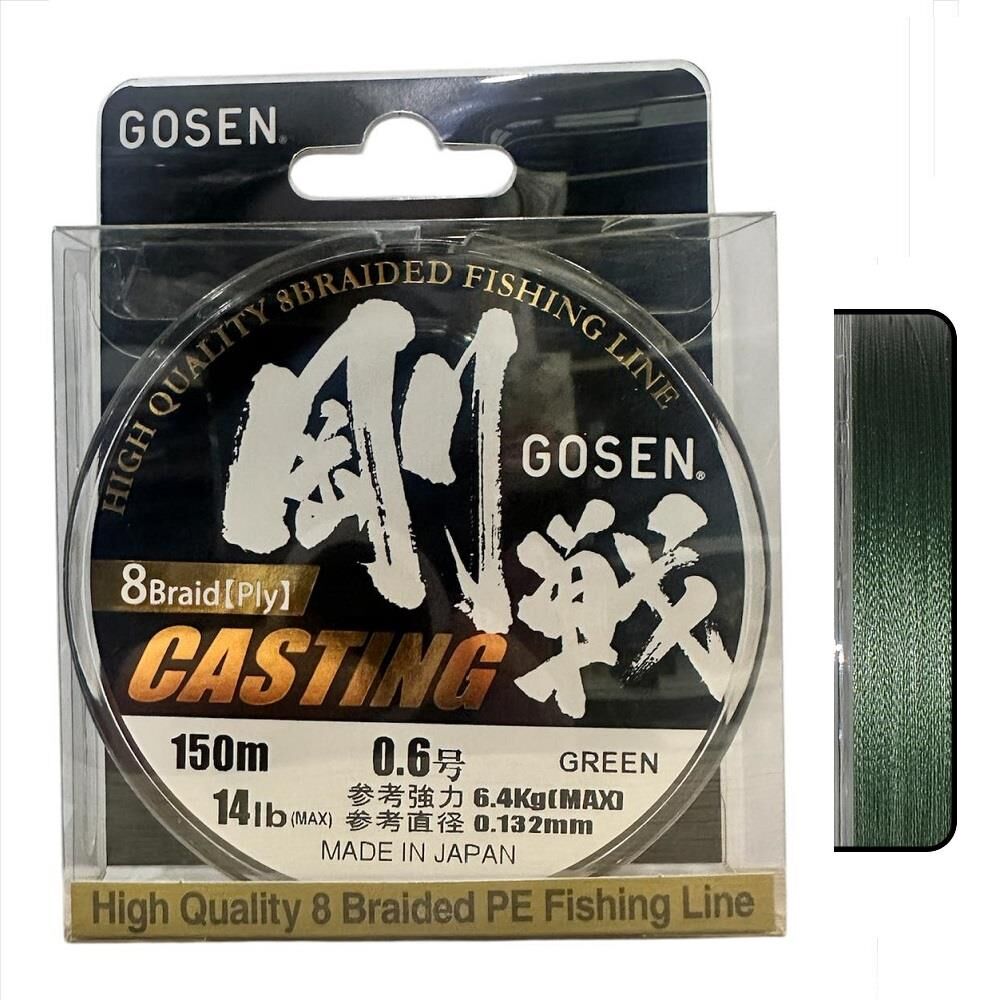 GOSEN®
HIGH QUALITY 8BRAIDED FISHING LINE
剛戦
GOSEN®
8Braid【Ply】
CASTING
150m 0.6号 GREEN
14lb(MAX) 参考強力 6.4Kg(MAX)
参考直径 0.132mm
MADE IN JAPAN
High Quality 8 Braided PE Fishing Line